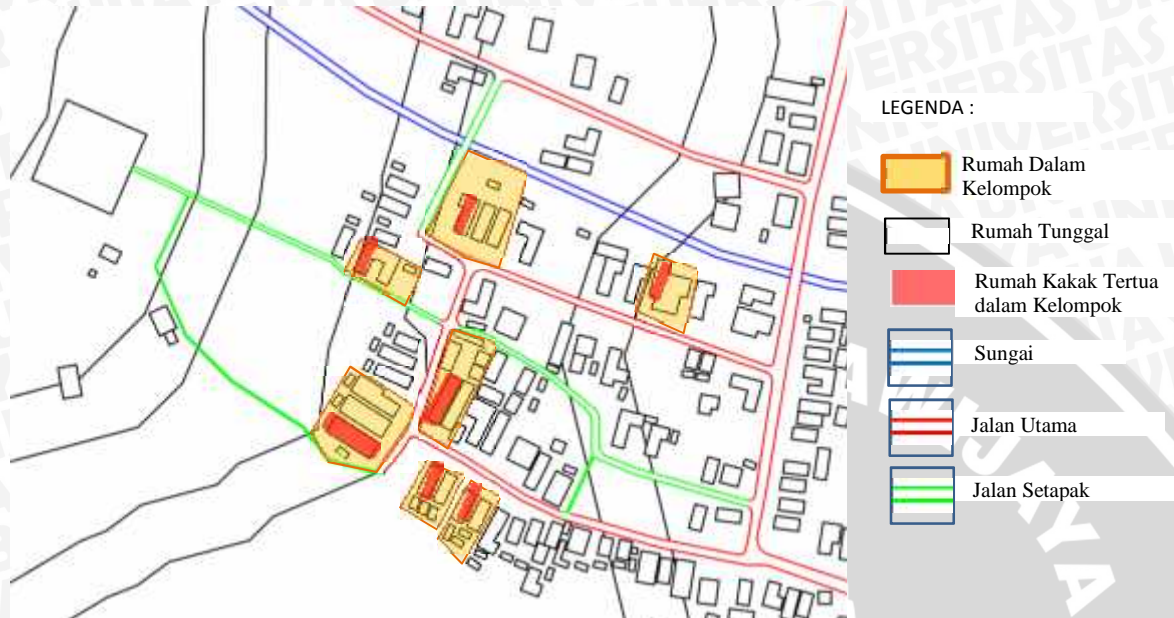 LEGENDA :
Rumah Dalam
Kelompok
Rumah Tunggal
Rumah Kakak Tertua
dalam Kelompok
Sungai
Jalan Utama
Jalan Setapak